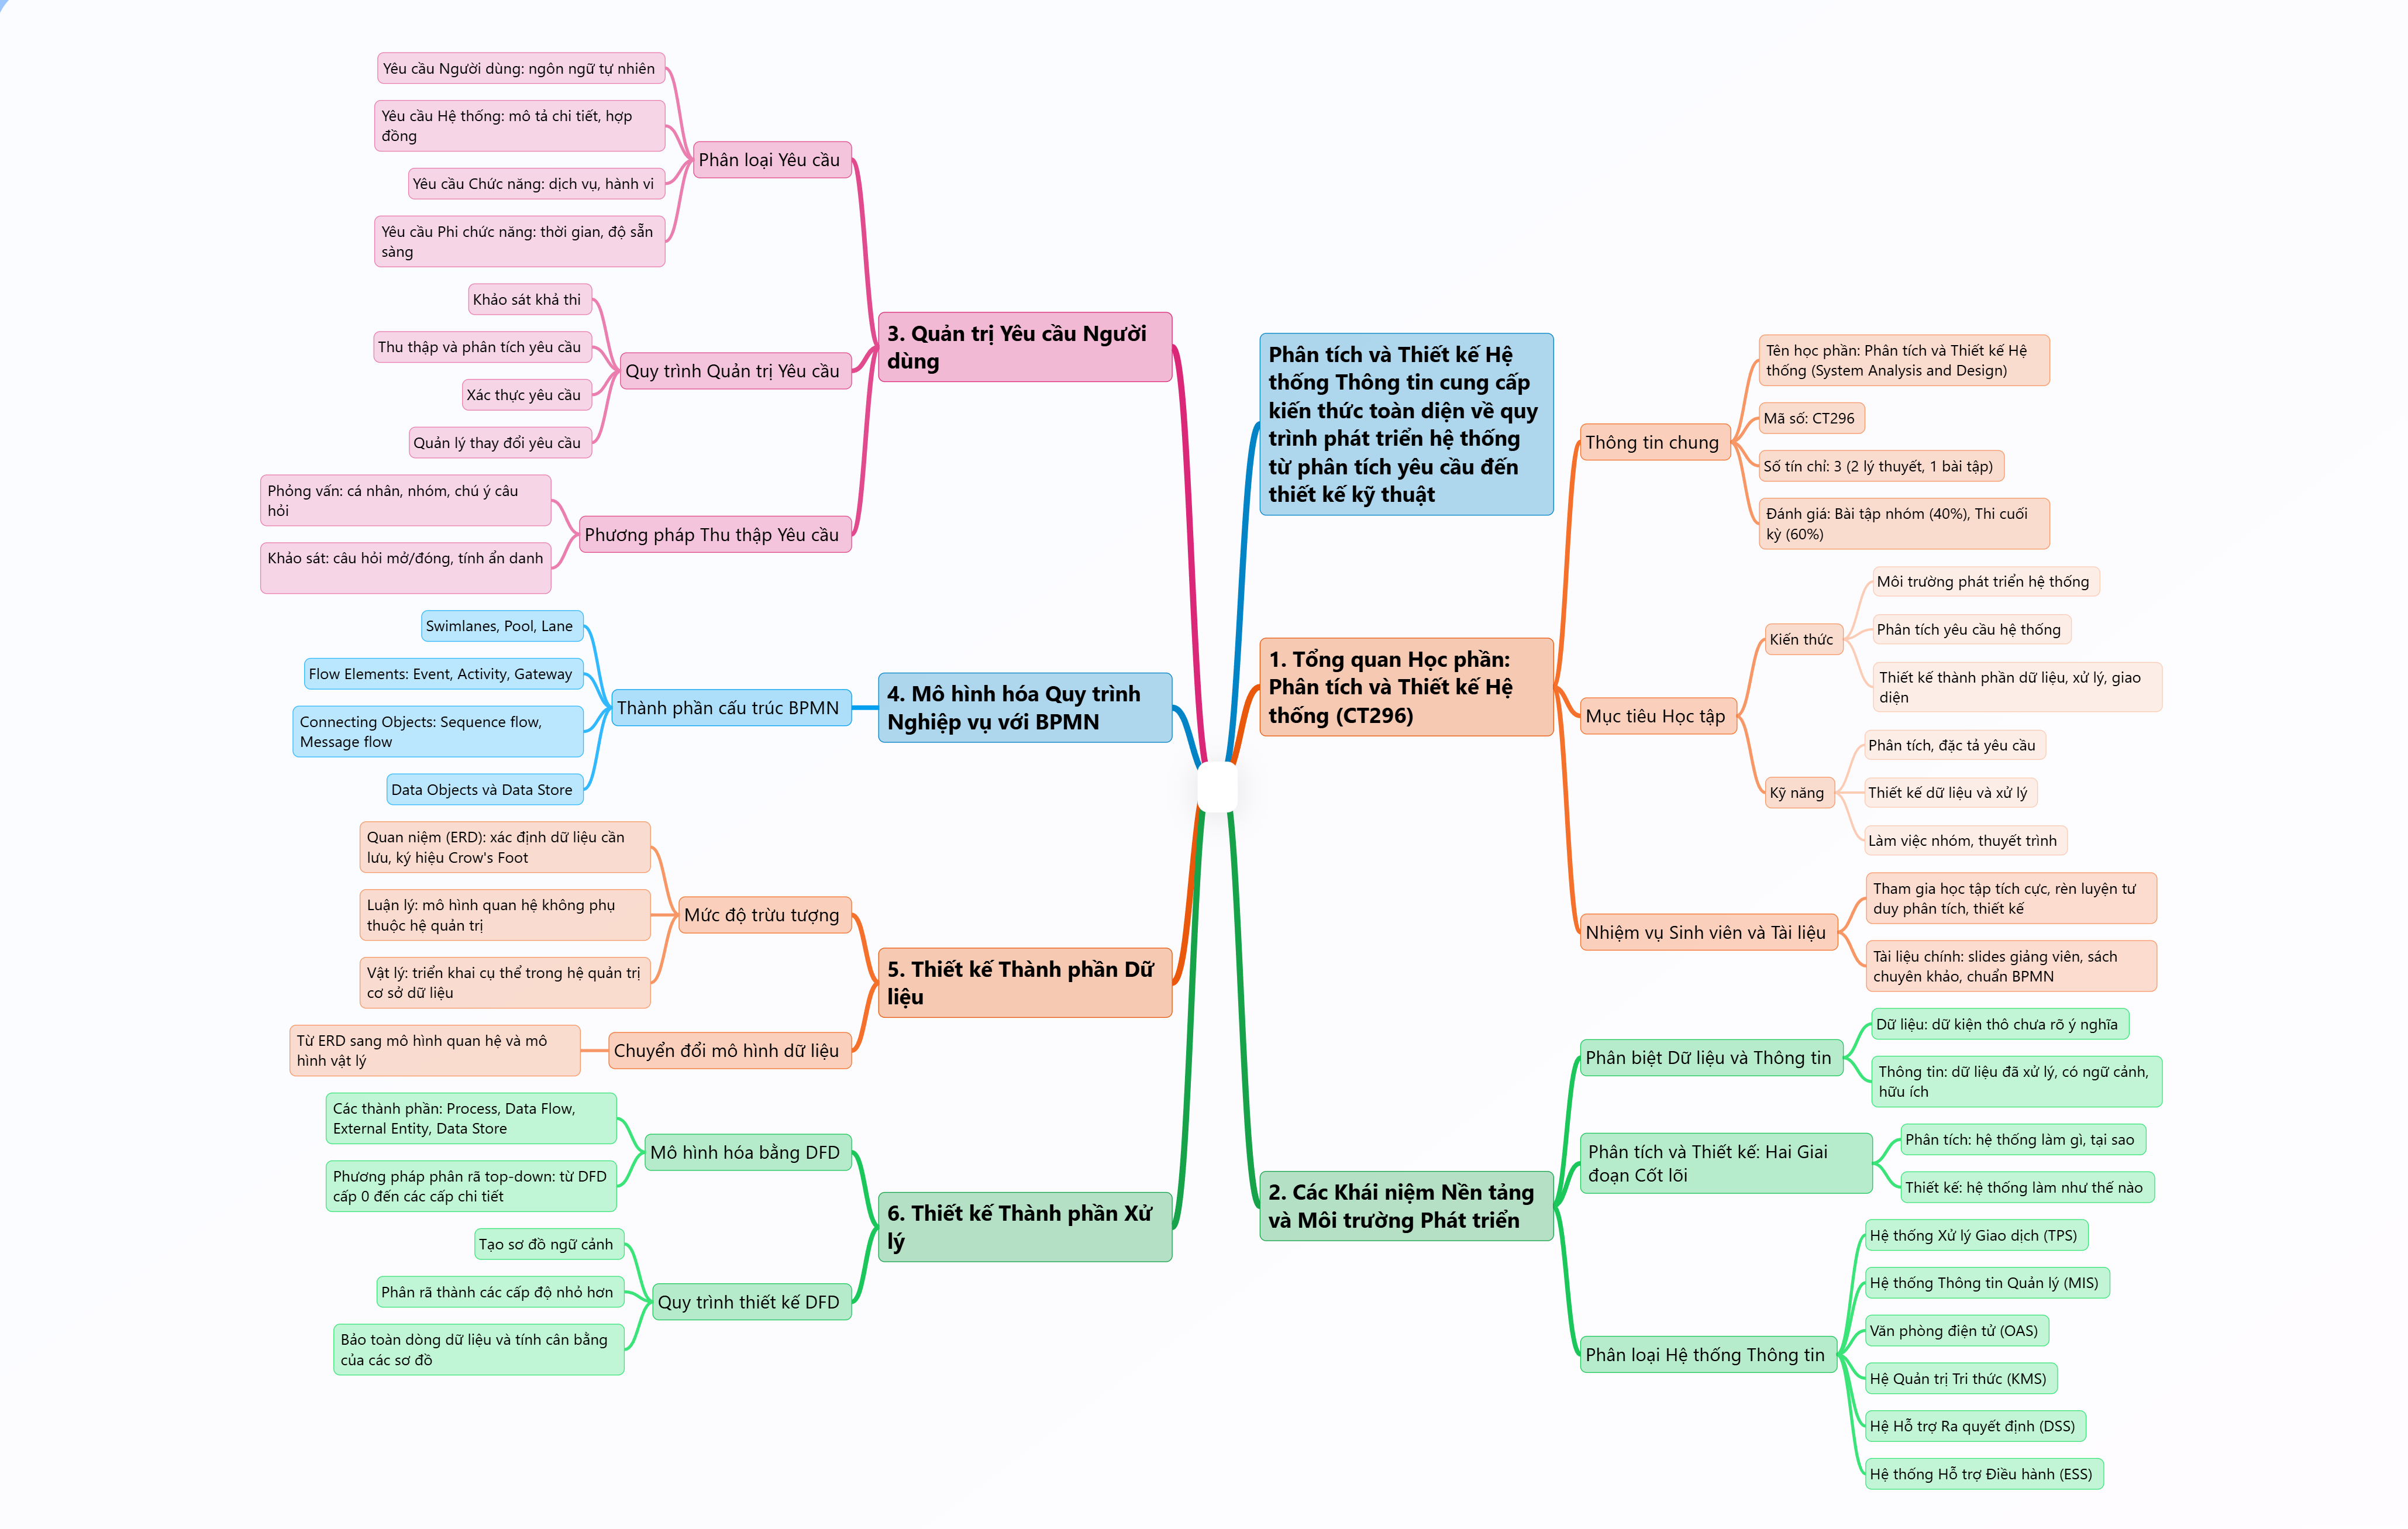 Phân tích và Thiết kế Hệ
thống Thông tin cung cấp
kiến thức toàn diện về quy
trình phát triển hệ thống
từ phân tích yêu cầu đến
thiết kế kỹ thuật
1. Tổng quan Học phần:
Phân tích và Thiết kế Hệ
thống (CT296)
Thông tin chung
Tên học phần: Phân tích và Thiết kế Hệ
thống (System Analysis and Design)
Mã số: CT296
Số tín chỉ: 3 (2 lý thuyết, 1 bài tập)
Đánh giá: Bài tập nhóm (40%), Thi cuối
kỳ (60%)
Mục tiêu Học tập
Kiến thức
Môi trường phát triển hệ thống
Phân tích yêu cầu hệ thống
Thiết kế thành phần dữ liệu, xử lý, giao
diện
Kỹ năng
Phân tích, đặc tả yêu cầu
Thiết kế dữ liệu và xử lý
Làm việc nhóm, thuyết trình
Nhiệm vụ Sinh viên và Tài liệu
Tham gia học tập tích cực, rèn luyện tư
duy phân tích, thiết kế
Tài liệu chính: slides giảng viên, sách
chuyên khảo, chuẩn BPMN
2. Các Khái niệm Nền tảng
và Môi trường Phát triển
Phân biệt Dữ liệu và Thông tin
Dữ liệu: dữ kiện thô chưa rõ ý nghĩa
Thông tin: dữ liệu đã xử lý, có ngữ cảnh,
hữu ích
Phân tích và Thiết kế: Hai Giai
đoạn Cốt lõi
Phân tích: hệ thống làm gì, tại sao
Thiết kế: hệ thống làm như thế nào
Phân loại Hệ thống Thông tin
Hệ thống Xử lý Giao dịch (TPS)
Hệ thống Thông tin Quản lý (MIS)
Văn phòng điện tử (OAS)
Hệ Quản trị Tri thức (KMS)
Hệ Hỗ trợ Ra quyết định (DSS)
Hệ thống Hỗ trợ Điều hành (ESS)
3. Quản trị Yêu cầu Người
dùng
Phân loại Yêu cầu
Yêu cầu Người dùng: ngôn ngữ tự nhiên
Yêu cầu Hệ thống: mô tả chi tiết, hợp
đồng
Yêu cầu Chức năng: dịch vụ, hành vi
Yêu cầu Phi chức năng: thời gian, độ sẵn
sàng
Quy trình Quản trị Yêu cầu
Khảo sát khả thi
Thu thập và phân tích yêu cầu
Xác thực yêu cầu
Quản lý thay đổi yêu cầu
Phương pháp Thu thập Yêu cầu
Phỏng vấn: cá nhân, nhóm, chú ý câu
hỏi
Khảo sát: câu hỏi mở/đóng, tính ẩn danh
4. Mô hình hóa Quy trình
Nghiệp vụ với BPMN
Thành phần cấu trúc BPMN
Swimlanes, Pool, Lane
Flow Elements: Event, Activity, Gateway
Connecting Objects: Sequence flow,
Message flow
Data Objects và Data Store
5. Thiết kế Thành phần Dữ
liệu
Mức độ trừu tượng
Quan niệm (ERD): xác định dữ liệu cần
lưu, ký hiệu Crow's Foot
Luận lý: mô hình quan hệ không phụ
thuộc hệ quản trị
Vật lý: triển khai cụ thể trong hệ quản trị
cơ sở dữ liệu
Chuyển đổi mô hình dữ liệu
Từ ERD sang mô hình quan hệ và mô
hình vật lý
6. Thiết kế Thành phần Xử
lý
Mô hình hóa bằng DFD
Các thành phần: Process, Data Flow,
External Entity, Data Store
Phương pháp phân rã top-down: từ DFD
cấp 0 đến các cấp chi tiết
Quy trình thiết kế DFD
Tạo sơ đồ ngữ cảnh
Phân rã thành các cấp độ nhỏ hơn
Bảo toàn dòng dữ liệu và tính cân bằng
của các sơ đồ